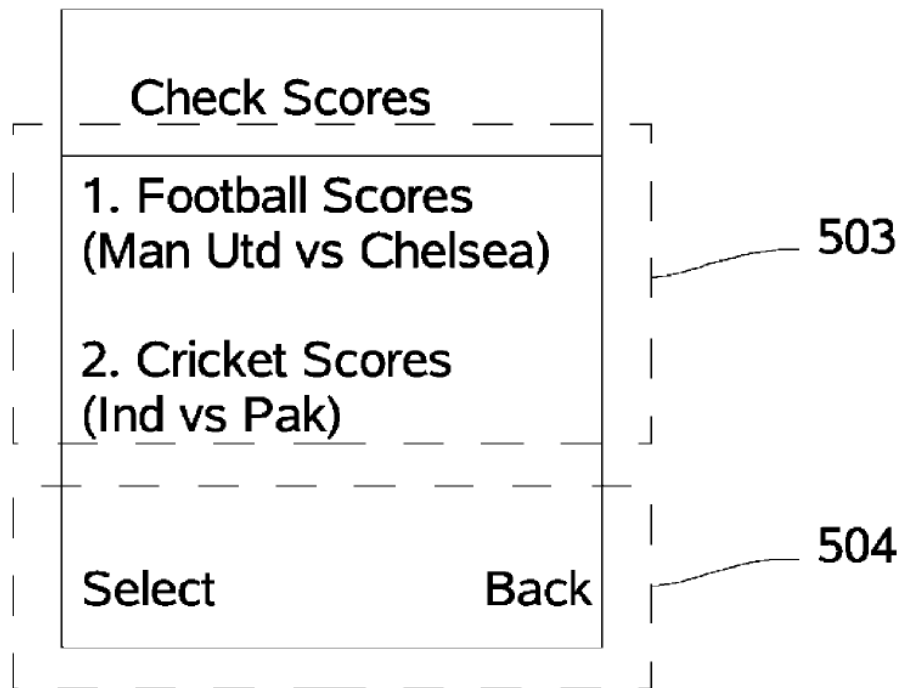 Check Scores
1. Football Scores
(Man Utd vs Chelsea)
503
2. Cricket Scores
(Ind vs Pak)
504
Select Back